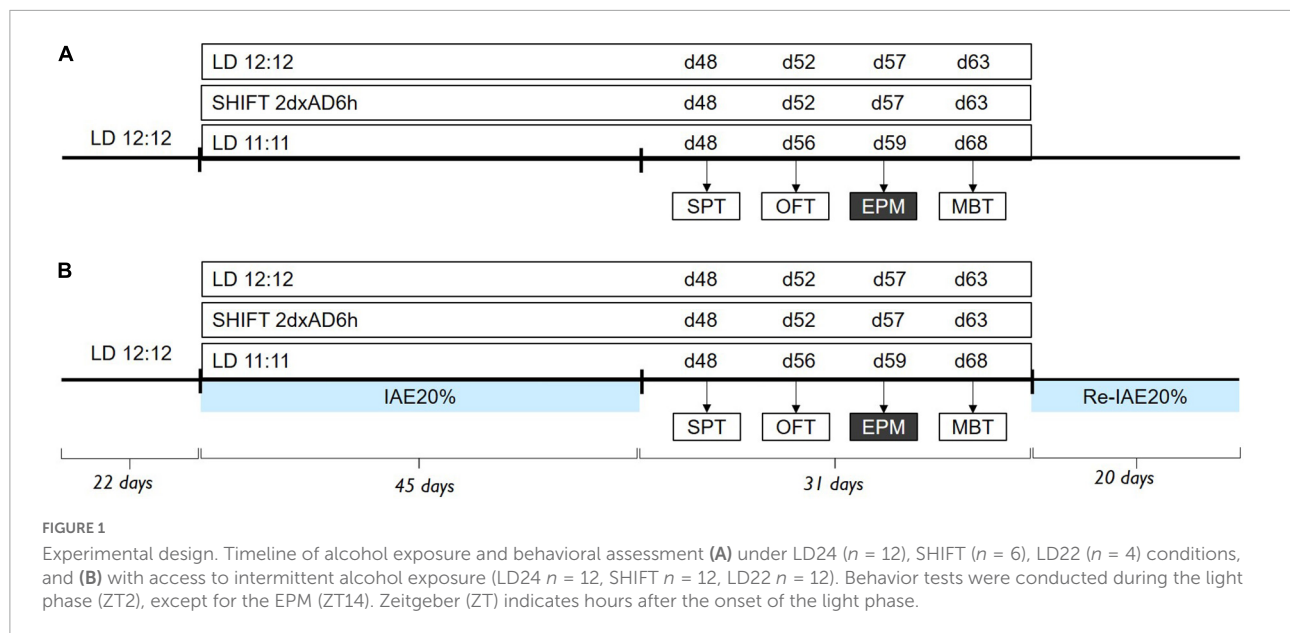 A
LD 12:12 d48 d52 d57 d63
SHIFT 2dxAD6h d48 d52 d57 d63
LD 12:12 LD 11:11 d48 d56 d59 d68
SPT OFT EPM MBT
B
LD 12:12 d48 d52 d57 d63
SHIFT 2dxAD6h d48 d52 d57 d63
LD 12:12 LD 11:11 d48 d56 d59 d68
IAE20% Re-IAE20%
SPT OFT EPM MBT
22 days 45 days 31 days 20 days
FIGURE 1
Experimental design. Timeline of alcohol exposure and behavioral assessment (A) under LD24 (n = 12), SHIFT (n = 6), LD22 (n = 4) conditions,
and (B) with access to intermittent alcohol exposure (LD24 n = 12, SHIFT n = 12, LD22 n = 12). Behavior tests were conducted during the light
phase (ZT2), except for the EPM (ZT14). Zeitgeber (ZT) indicates hours after the onset of the light phase.